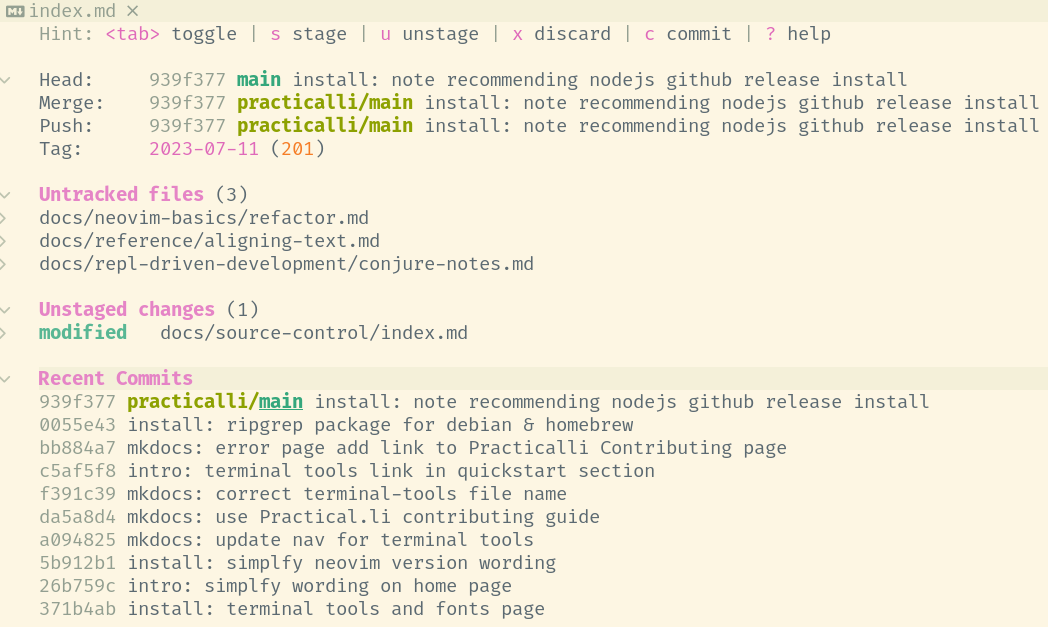 index.md ×
Hint: <tab> toggle | s stage | u unstage | x discard | c commit | ? help
Head:     939f377 main install: note recommending nodejs github release install
Merge:    939f377 practicalli/main install: note recommending nodejs github release install
Push:     939f377 practicalli/main install: note recommending nodejs github release install
Tag:      2023-07-11 (201)
Untracked files (3)
docs/neovim-basics/refactor.md
docs/reference/aligning-text.md
docs/repl-driven-development/conjure-notes.md
Unstaged changes (1)
modified   docs/source-control/index.md
Recent Commits
939f377 practicalli/main install: note recommending nodejs github release install
0055e43 install: ripgrep package for debian & homebrew
bb884a7 mkdocs: error page add link to Practicalli Contributing page
c5af5f8 intro: terminal tools link in quickstart section
f391c39 mkdocs: correct terminal-tools file name
da5a8d4 mkdocs: use Practical.li contributing guide
a094825 mkdocs: update nav for terminal tools
5b912b1 install: simplfy neovim version wording
26b759c intro: simplfy wording on home page
371b4ab install: terminal tools and fonts page